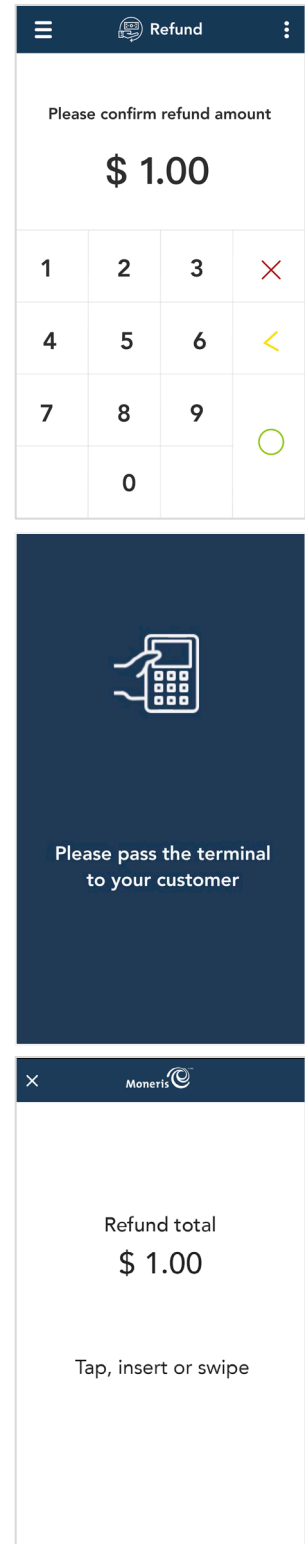 Refund
Please confirm refund amount
$ 1.00
1 2 3
4 5 6
7 8 9
0
Please pass the terminal
to your customer
Moneris
Refund total
$ 1.00
Tap, insert or swipe